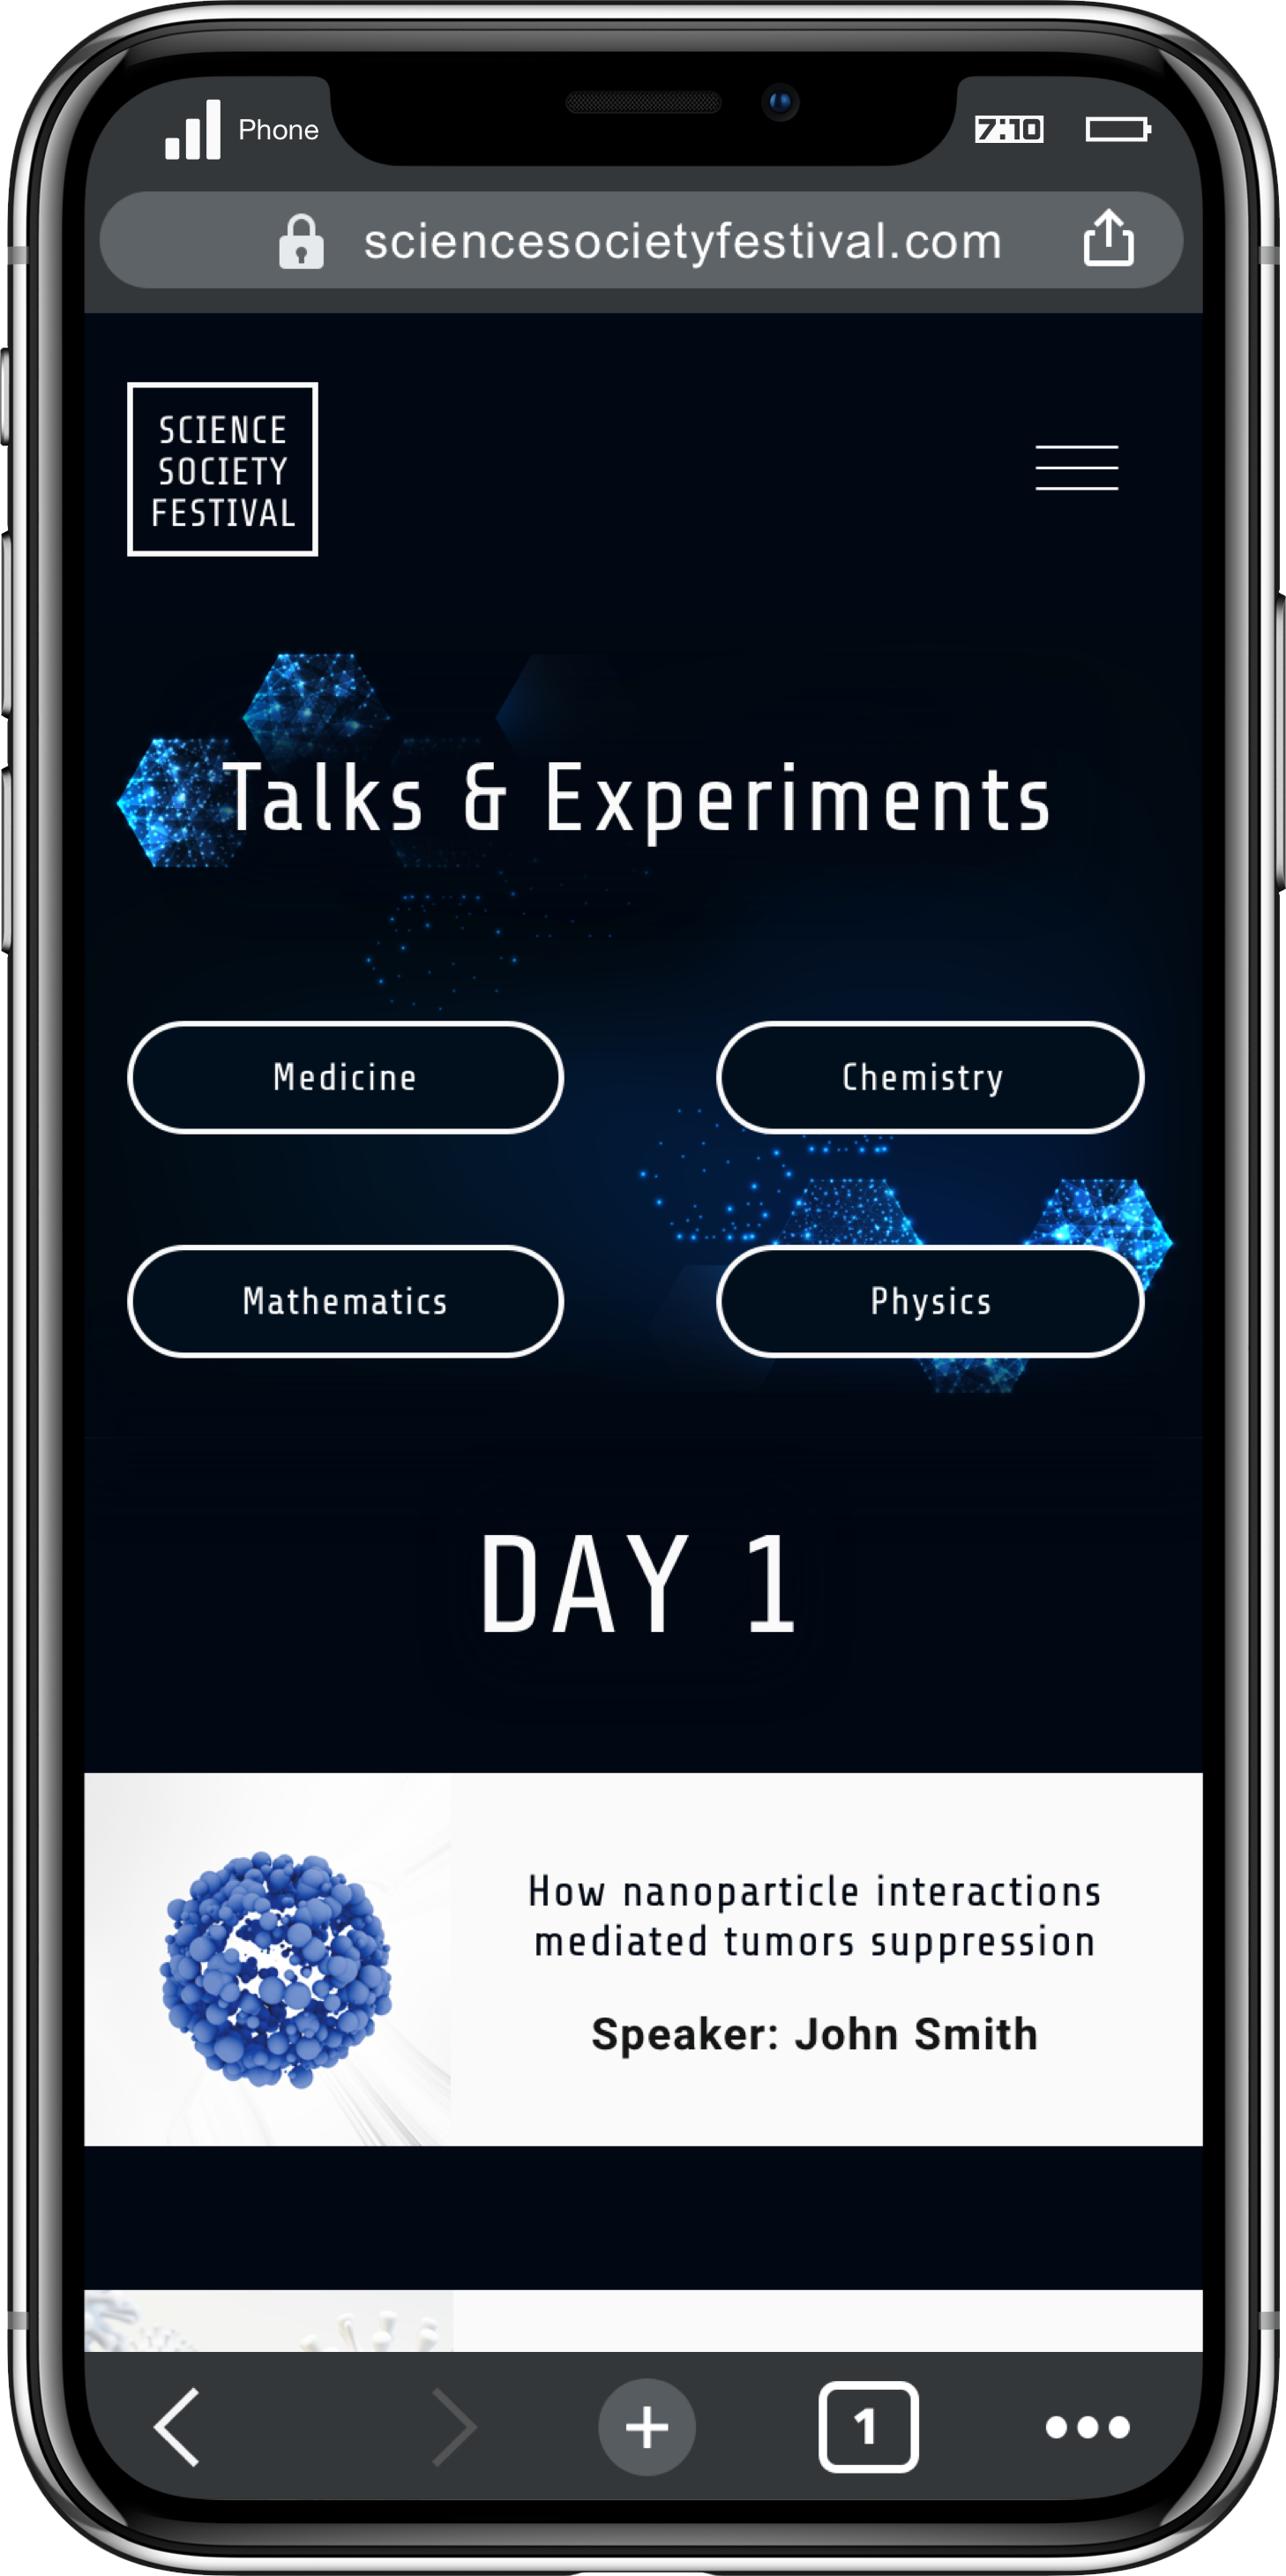 Phone
7:10
sciencesocietyfestival.com
SCIENCE
SOCIETY
FESTIVAL
Talks & Experiments
Medicine
Chemistry
Mathematics
Physics
DAY 1
How nanoparticle interactions
mediated tumors suppression
Speaker: John Smith
1